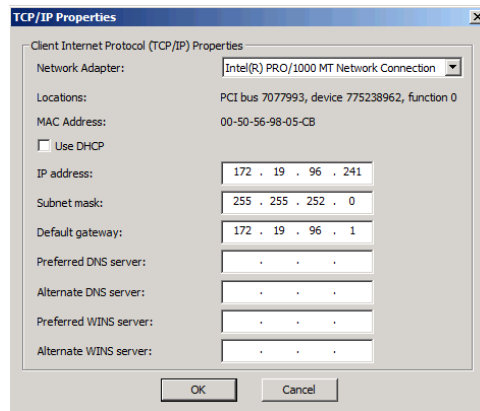 TCP/IP Properties
Client Internet Protocol (TCP/IP) Properties
Network Adapter: Intel(R) PRO/1000 MT Network Connection
Locations: PCI bus 7077993, device 775238962, function 0
MAC Address: 00-50-56-98-05-CB
Use DHCP
IP address: 172 . 19 . 96 . 241
Subnet mask: 255 . 255 . 252 . 0
Default gateway: 172 . 19 . 96 . 1
Preferred DNS server: . . .
Alternate DNS server: . . .
Preferred WINS server: . . .
Alternate WINS server: . . .
OK Cancel